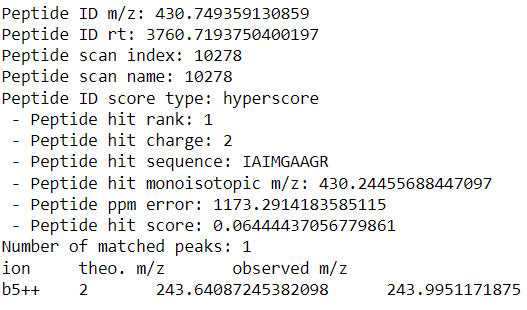 Peptide ID m/z: 430.749359130859
Peptide ID rt: 3760.7193750400197
Peptide scan index: 10278
Peptide scan name: 10278
Peptide ID score type: hyperscore
- Peptide hit rank: 1
- Peptide hit charge: 2
- Peptide hit sequence: IAIMGAAGR
- Peptide hit monoisotopic m/z: 430.24455688447097
- Peptide ppm error: 1173.2914183585115
- Peptide hit score: 0.06444437056779861
Number of matched peaks: 1
ion theo. m/z observed m/z
b5++ 2 243.64087245382098 243.9951171875